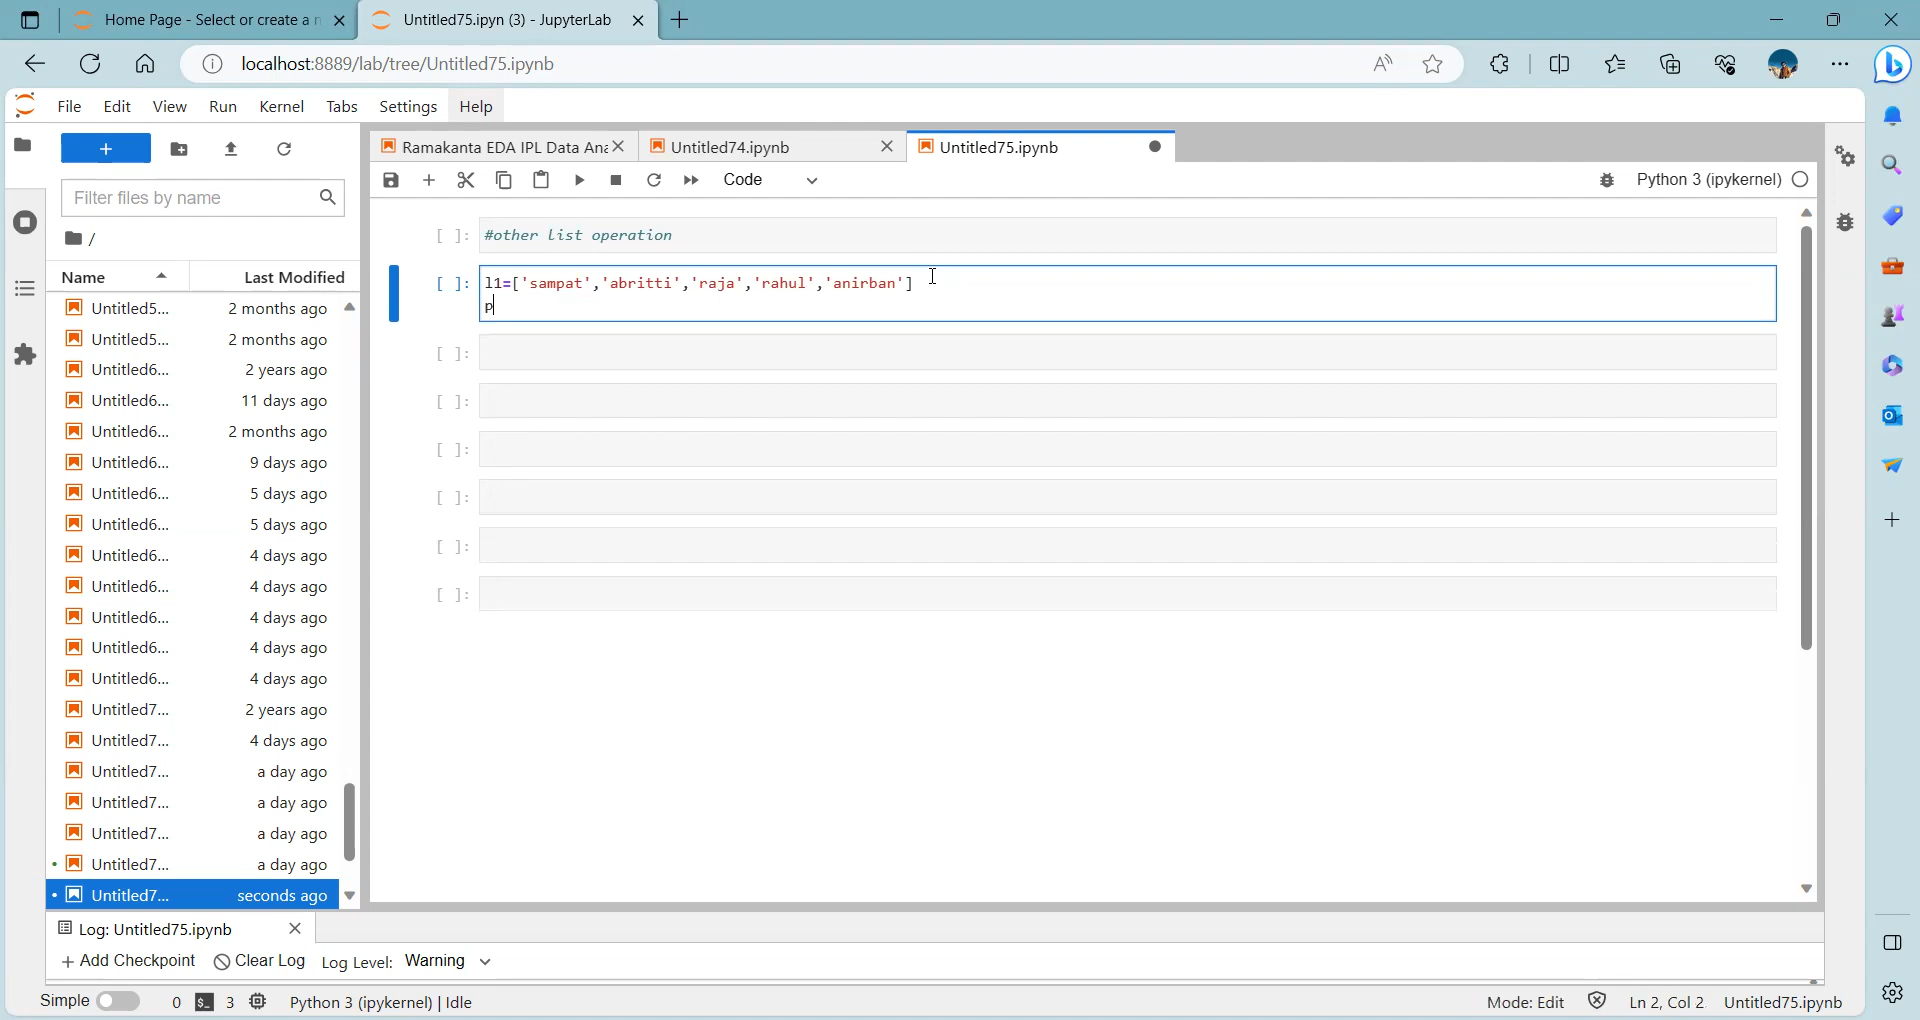 Home Page - Select or create a n
Untitled75.ipyn (3) - JupyterLab
localhost:8889/lab/tree/Untitled75.ipynb
File Edit View Run Kernel Tabs Settings Help
Ramakanta EDA IPL Data Ana
Untitled74.ipynb
Untitled75.ipynb
Filter files by name
Code
Python 3 (ipykernel)
/
Name Last Modified
Untitled5... 2 months ago
Untitled5... 2 months ago
Untitled6... 2 years ago
Untitled6... 11 days ago
Untitled6... 2 months ago
Untitled6... 9 days ago
Untitled6... 5 days ago
Untitled6... 5 days ago
Untitled6... 4 days ago
Untitled6... 4 days ago
Untitled6... 4 days ago
Untitled6... 4 days ago
Untitled6... 4 days ago
Untitled7... 2 years ago
Untitled7... 4 days ago
Untitled7... a day ago
Untitled7... a day ago
Untitled7... a day ago
Untitled7... a day ago
Untitled7... seconds ago
[ ]: #other list operation
[ ]: l1=['sampat','abritti','raja','rahul','anirban']
p
[ ]:
[ ]:
[ ]:
[ ]:
[ ]:
[ ]:
Log: Untitled75.ipynb
+ Add Checkpoint Clear Log Log Level: Warning
Simple 0 $_ 3 Python 3 (ipykernel) | Idle
Mode: Edit Ln 2, Col 2 Untitled75.ipynb